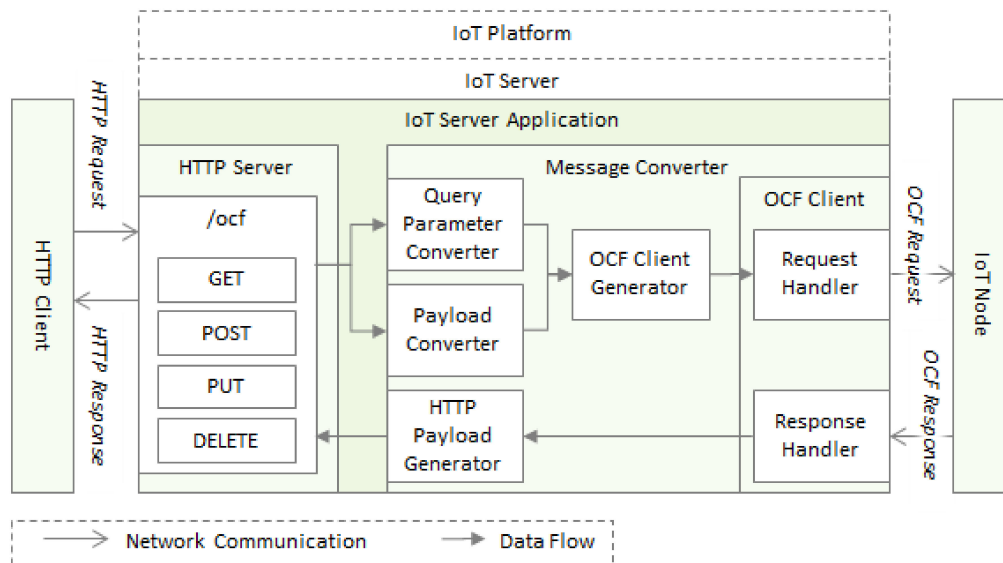 IoT Platform
IoT Server
IoT Server Application
HTTP Client
HTTP Request
HTTP Response
HTTP Server
/ocf
GET
POST
PUT
DELETE
Message Converter
Query
Parameter
Converter
Payload
Converter
HTTP
Payload
Generator
OCF Client
Generator
OCF Client
Request
Handler
Response
Handler
OCF Request
OCF Response
IoT Node
Network Communication
Data Flow